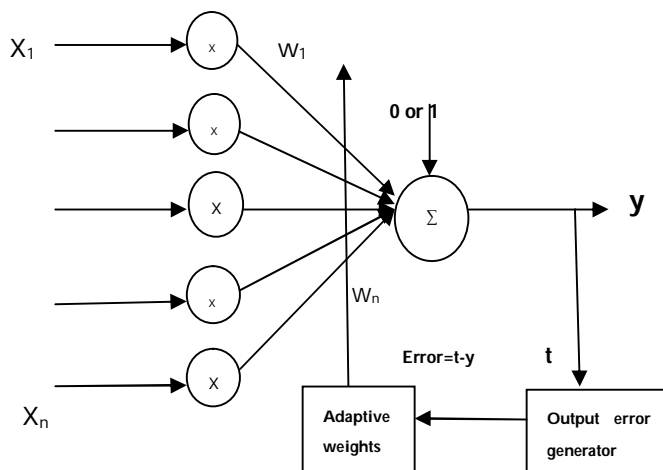 X₁
x
W₁
0 or 1
x
X
Σ
y
x
Wₙ
Error=t-y
t
X
Xₙ
Adaptive
weights
Output error
generator